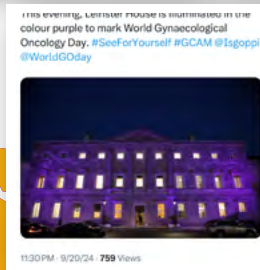 This evening, Leinster House is illuminated in the
colour purple to mark World Gynaecological
Oncology Day. #SeeForYourself #GCAM @Isgoppi
@WorldGOday
11:30 PM · 9/20/24 · 759 Views